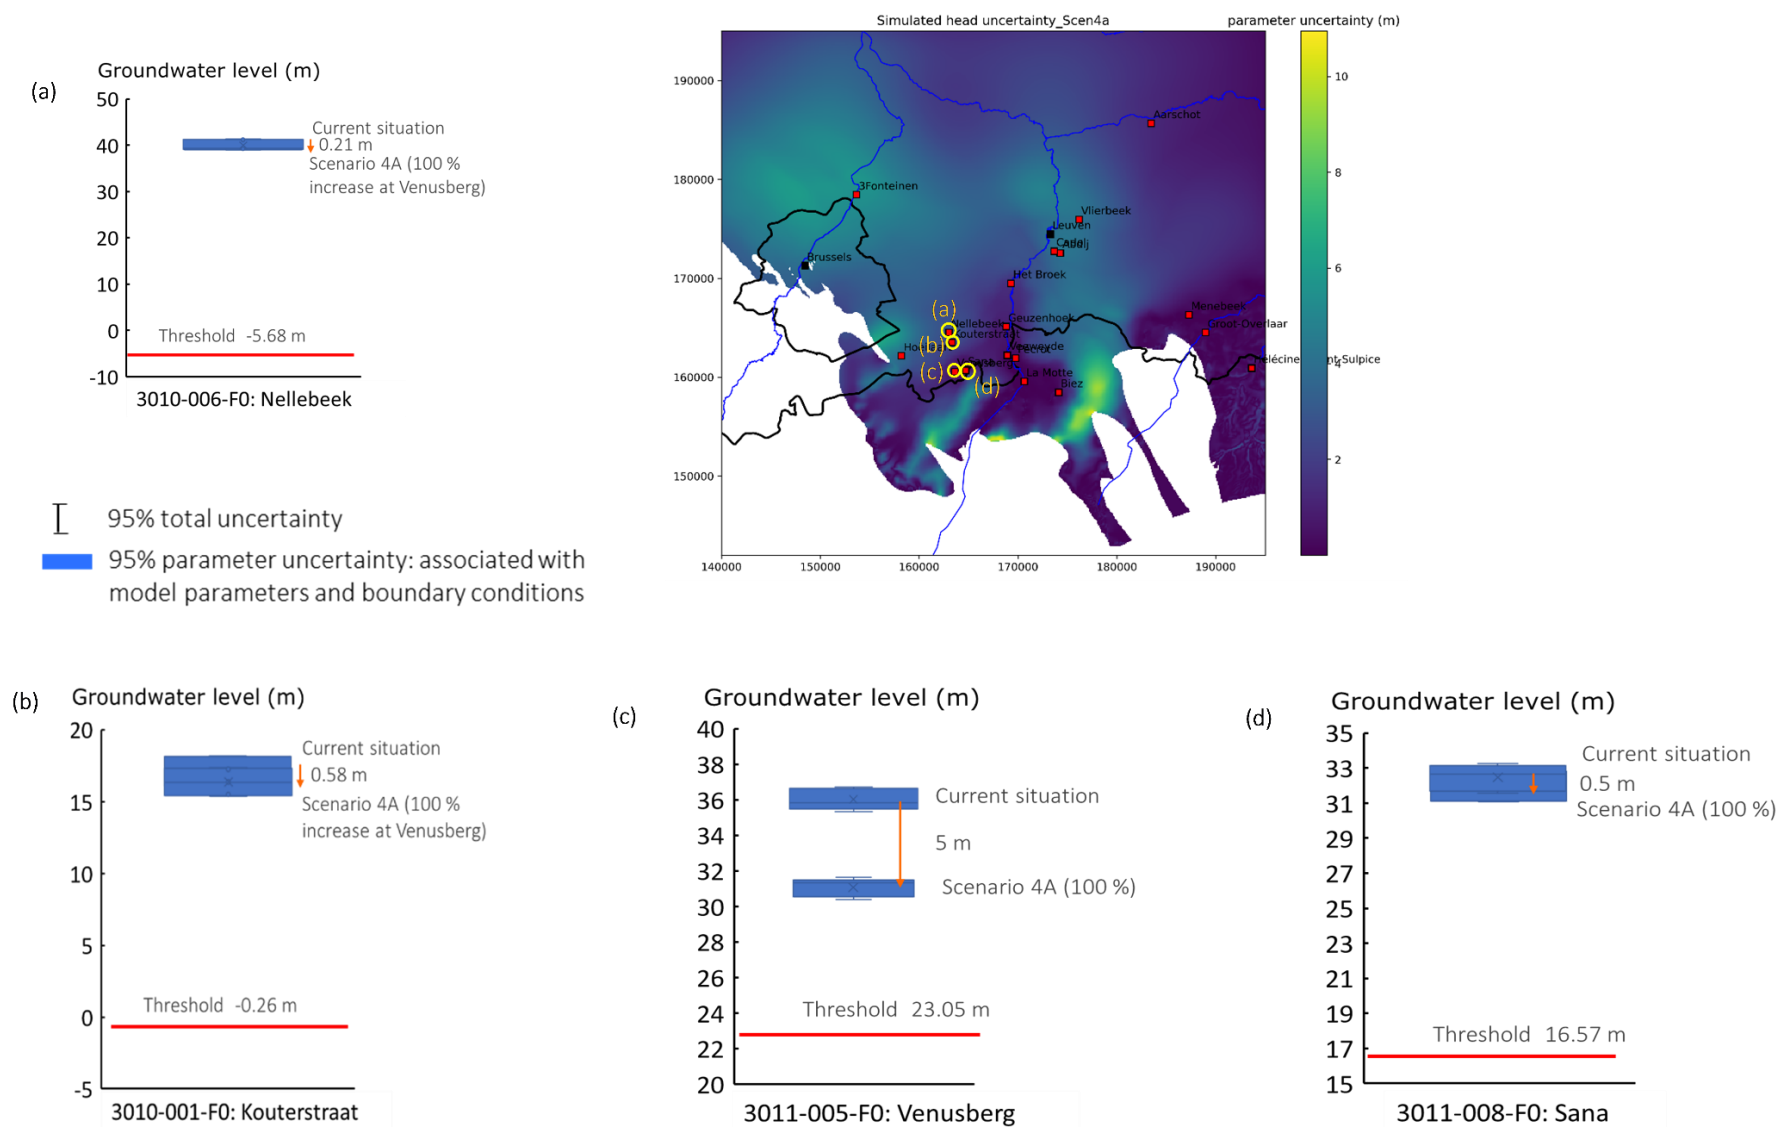 (a)
Groundwater level (m)
50
40
30
20
10
0
-10
Current situation
0.21 m
Scenario 4A (100 %
increase at Venusberg)
Threshold -5.68 m
3010-006-F0: Nellebeek
95% total uncertainty
95% parameter uncertainty: associated with
model parameters and boundary conditions
Simulated head uncertainty_Scen4a
parameter uncertainty (m)
190000
180000
170000
160000
150000
140000
150000
160000
170000
180000
190000
10
8
6
4
2
Aarschot
3Fonteinen
Vlierbeek
Leuven
Brussels
Het Broek
Menebeek
Groot-Overlaar
Geuzenhoek
(a)
Nellebeek
Kouterstraat
(b)
(c)
(d)
Sana
Pécrot
La Motte
Biez
(b)
Groundwater level (m)
20
15
10
5
0
-5
Current situation
0.58 m
Scenario 4A (100 %
increase at Venusberg)
Threshold -0.26 m
3010-001-F0: Kouterstraat
(c)
Groundwater level (m)
40
38
36
34
32
30
28
26
24
22
20
Current situation
5 m
Scenario 4A (100 %)
Threshold 23.05 m
3011-005-F0: Venusberg
(d)
Groundwater level (m)
35
33
31
29
27
25
23
21
19
17
15
Current situation
0.5 m
Scenario 4A (100 %)
Threshold 16.57 m
3011-008-F0: Sana